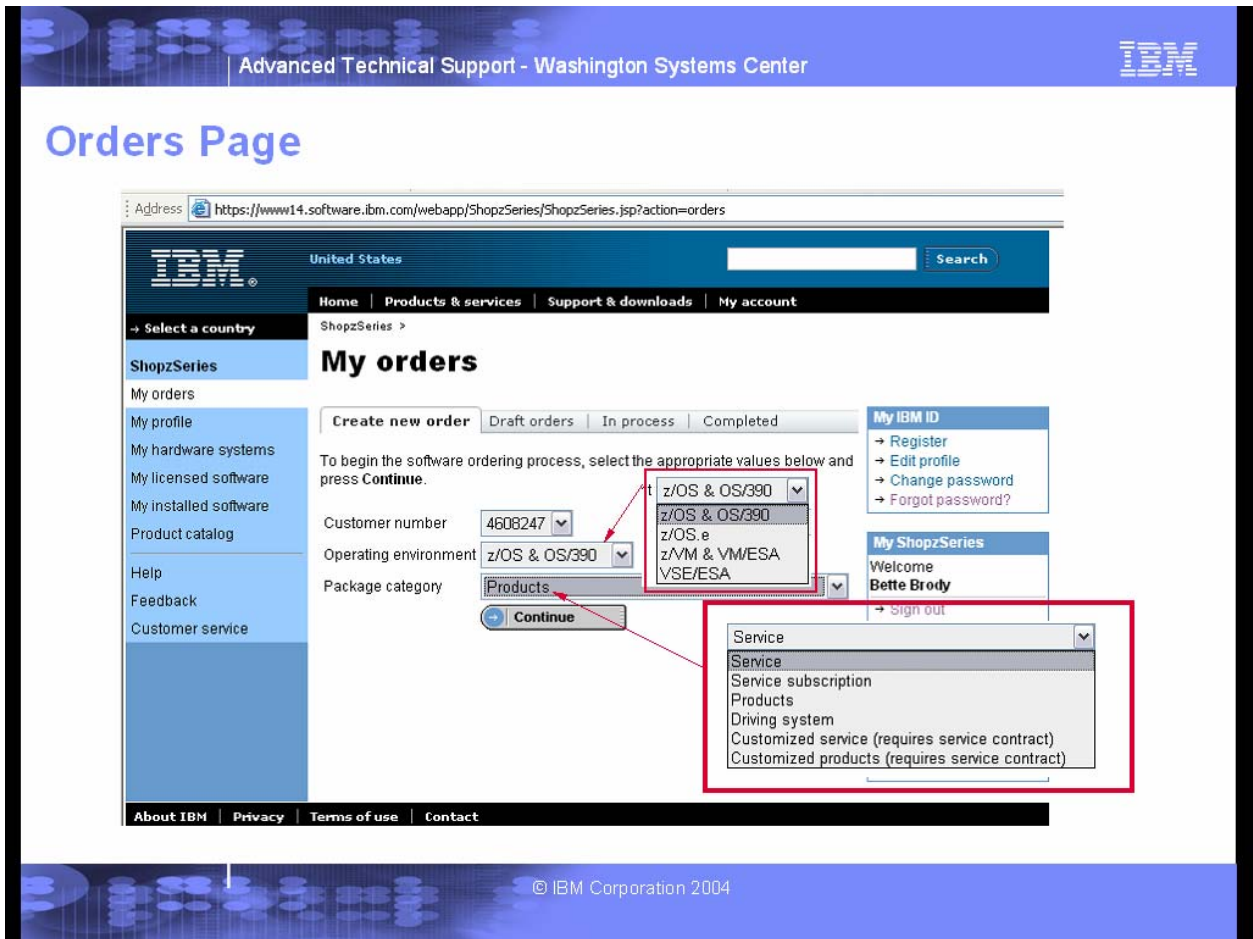 Advanced Technical Support - Washington Systems Center
IBM
Orders Page
Address https://www14.software.ibm.com/webapp/ShopzSeries/ShopzSeries.jsp?action=orders
IBM®
United States
Search
Home | Products & services | Support & downloads | My account
→ Select a country
ShopzSeries >
ShopzSeries
My orders
My profile
My hardware systems
My licensed software
My installed software
Product catalog
Help
Feedback
Customer service
My orders
Create new order | Draft orders | In process | Completed
To begin the software ordering process, select the appropriate values below and
press Continue.
Customer number 4608247
Operating environment z/OS & OS/390
Package category Products
Continue
t z/OS & OS/390
z/OS & OS/390
z/OS.e
z/VM & VM/ESA
VSE/ESA
My IBM ID
→ Register
→ Edit profile
→ Change password
→ Forgot password?
My ShopzSeries
Welcome
Bette Brody
→ Sign out
Service
Service
Service subscription
Products
Driving system
Customized service (requires service contract)
Customized products (requires service contract)
About IBM | Privacy | Terms of use | Contact
© IBM Corporation 2004